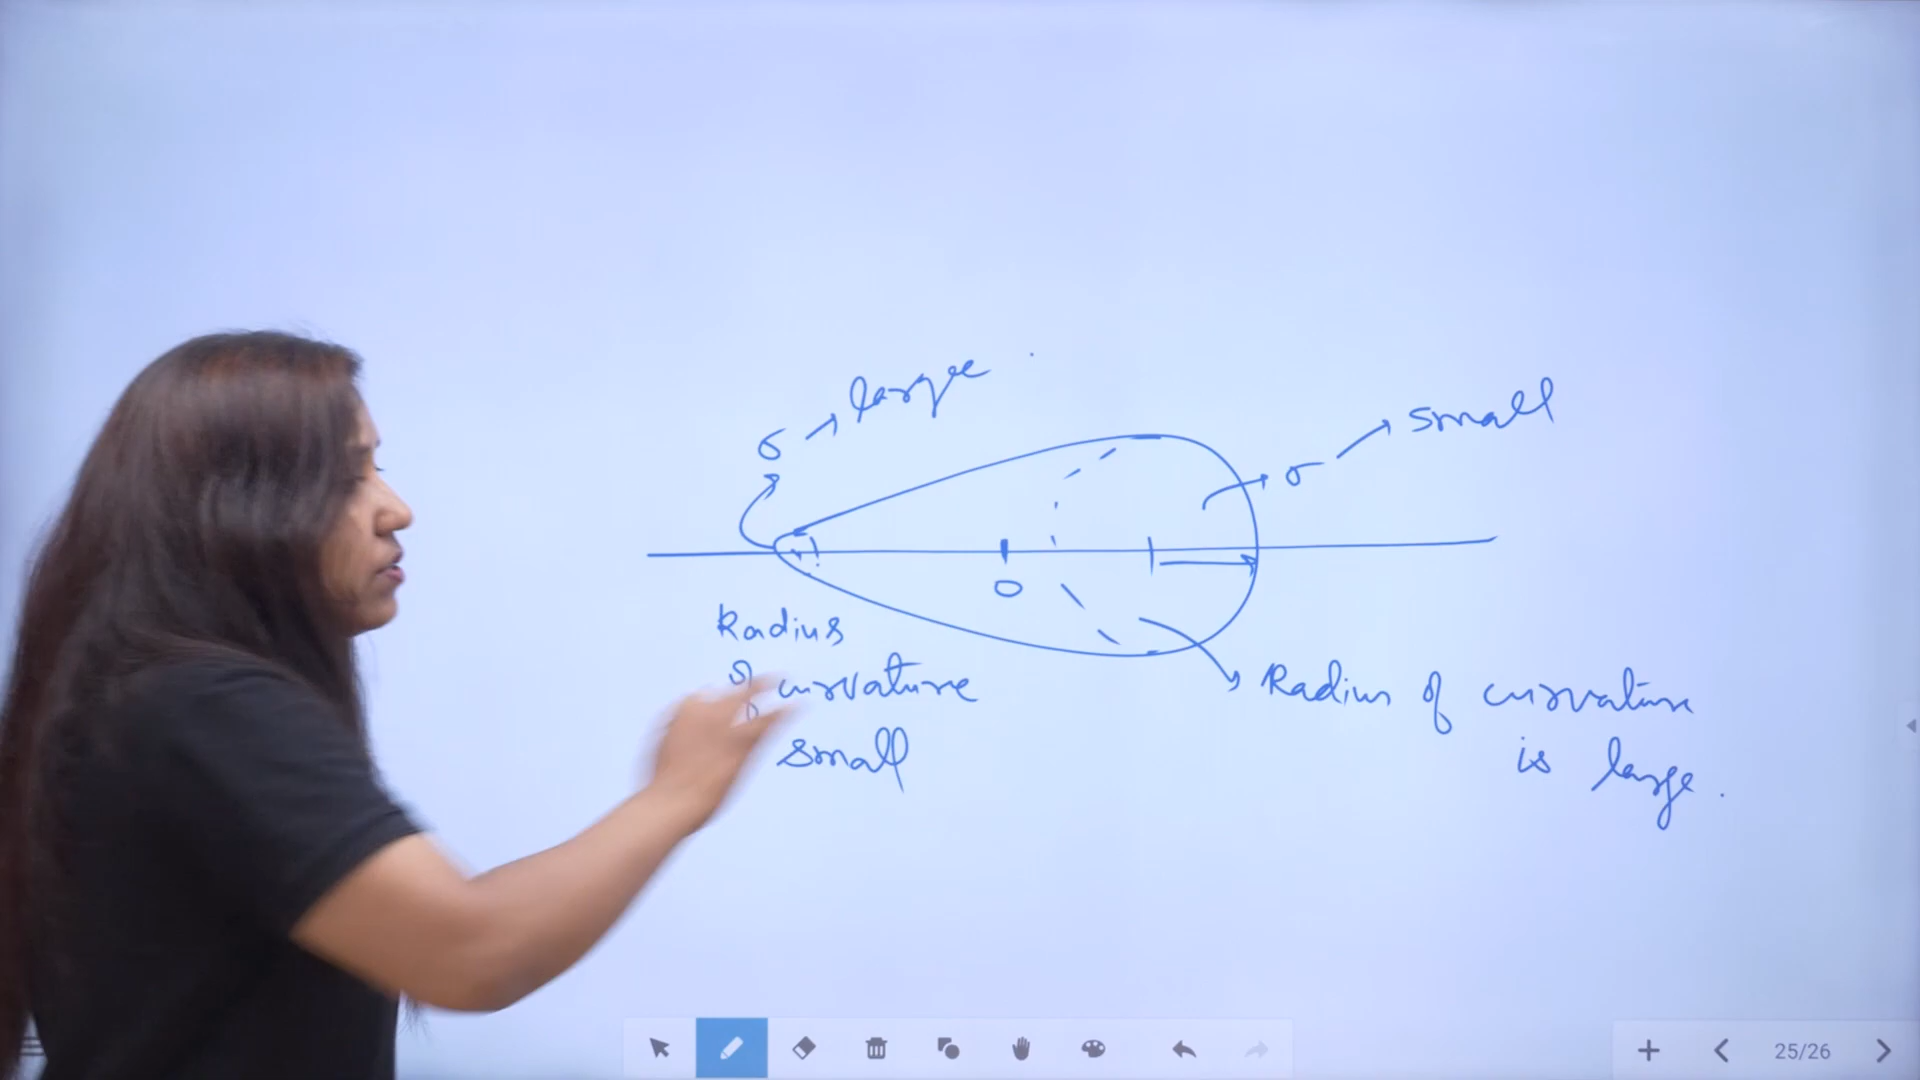 σ → large
σ → small
O
Radius
of curvature
small
Radius of curvature
is large.
25/26